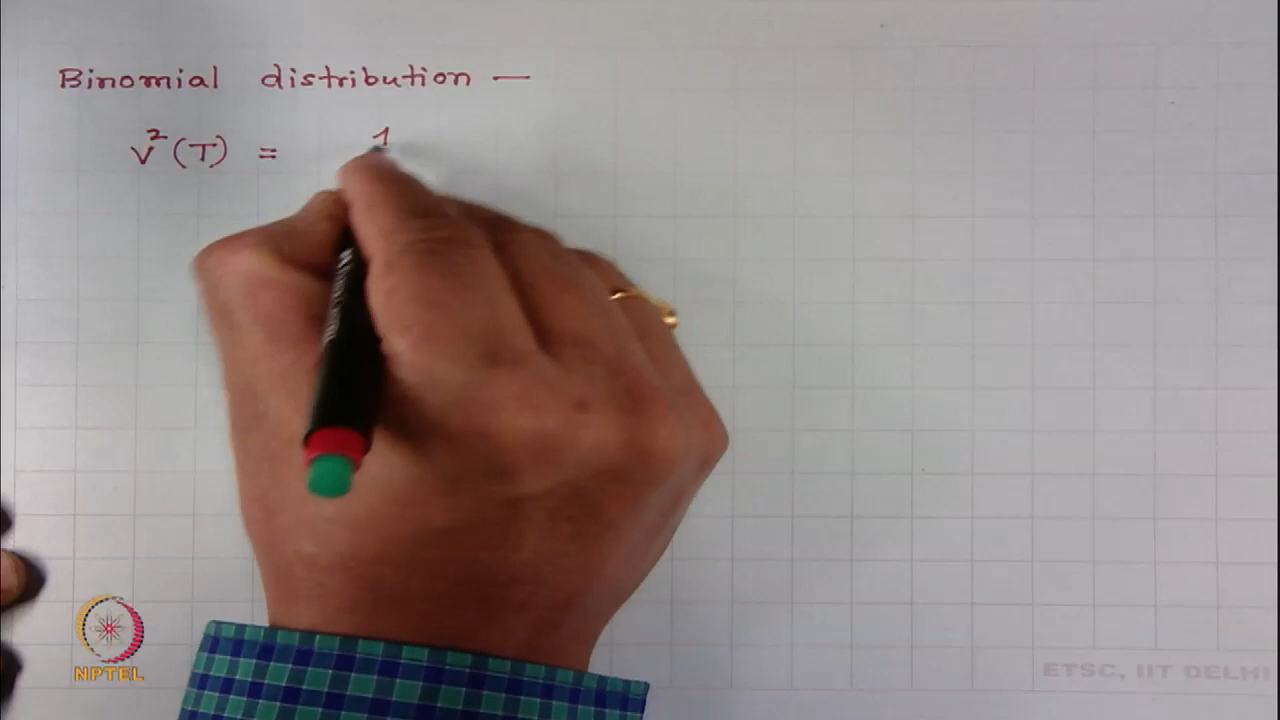 Binomial distribution —
v²(T) = 1
NPTEL
ETSC, IIT DELHI